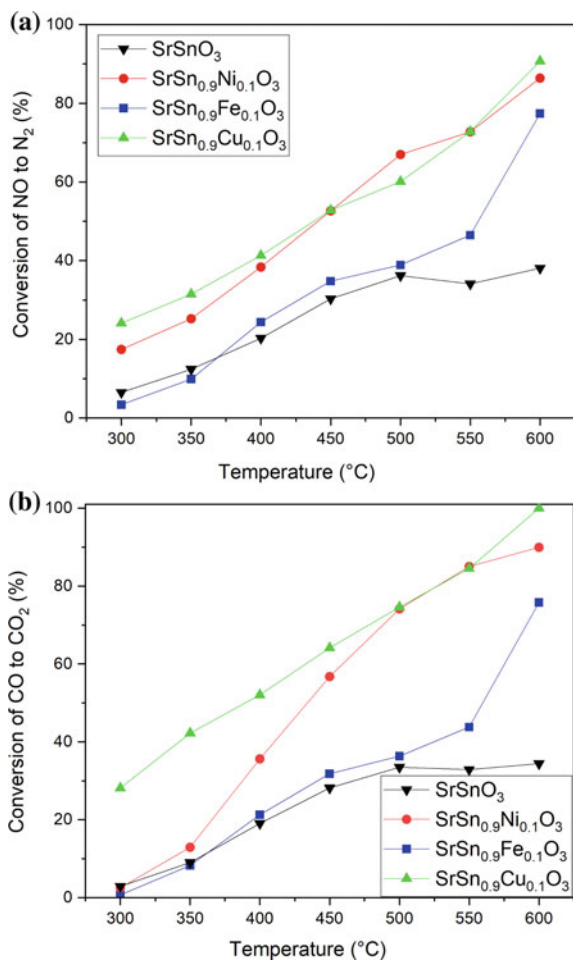 (a)
SrSnO3
SrSn0.9Ni0.1O3
SrSn0.9Fe0.1O3
SrSn0.9Cu0.1O3
Conversion of NO to N2 (%)
100
80
60
40
20
0
300 350 400 450 500 550 600
Temperature (°C)
(b)
Conversion of CO to CO2 (%)
100
80
60
40
20
0
SrSnO3
SrSn0.9Ni0.1O3
SrSn0.9Fe0.1O3
SrSn0.9Cu0.1O3
300 350 400 450 500 550 600
Temperature (°C)